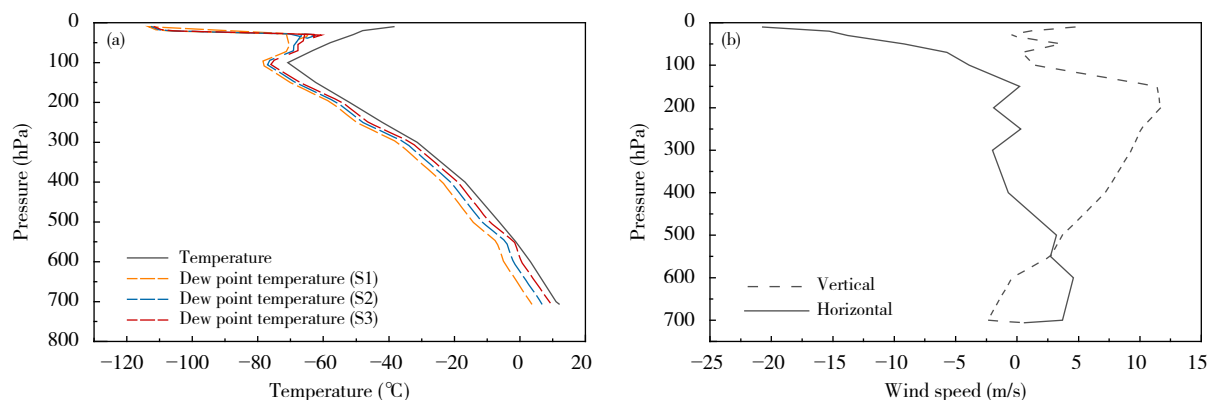 (a)
0
100
200
300
400
500
600
700
800
Pressure (hPa)
Temperature
Dew point temperature (S1)
Dew point temperature (S2)
Dew point temperature (S3)
−120 −100 −80 −60 −40 −20 0 20
Temperature (℃)
(b)
0
100
200
300
400
500
600
700
Pressure (hPa)
Vertical
Horizontal
−25 −20 −15 −10 −5 0 5 10 15
Wind speed (m/s)